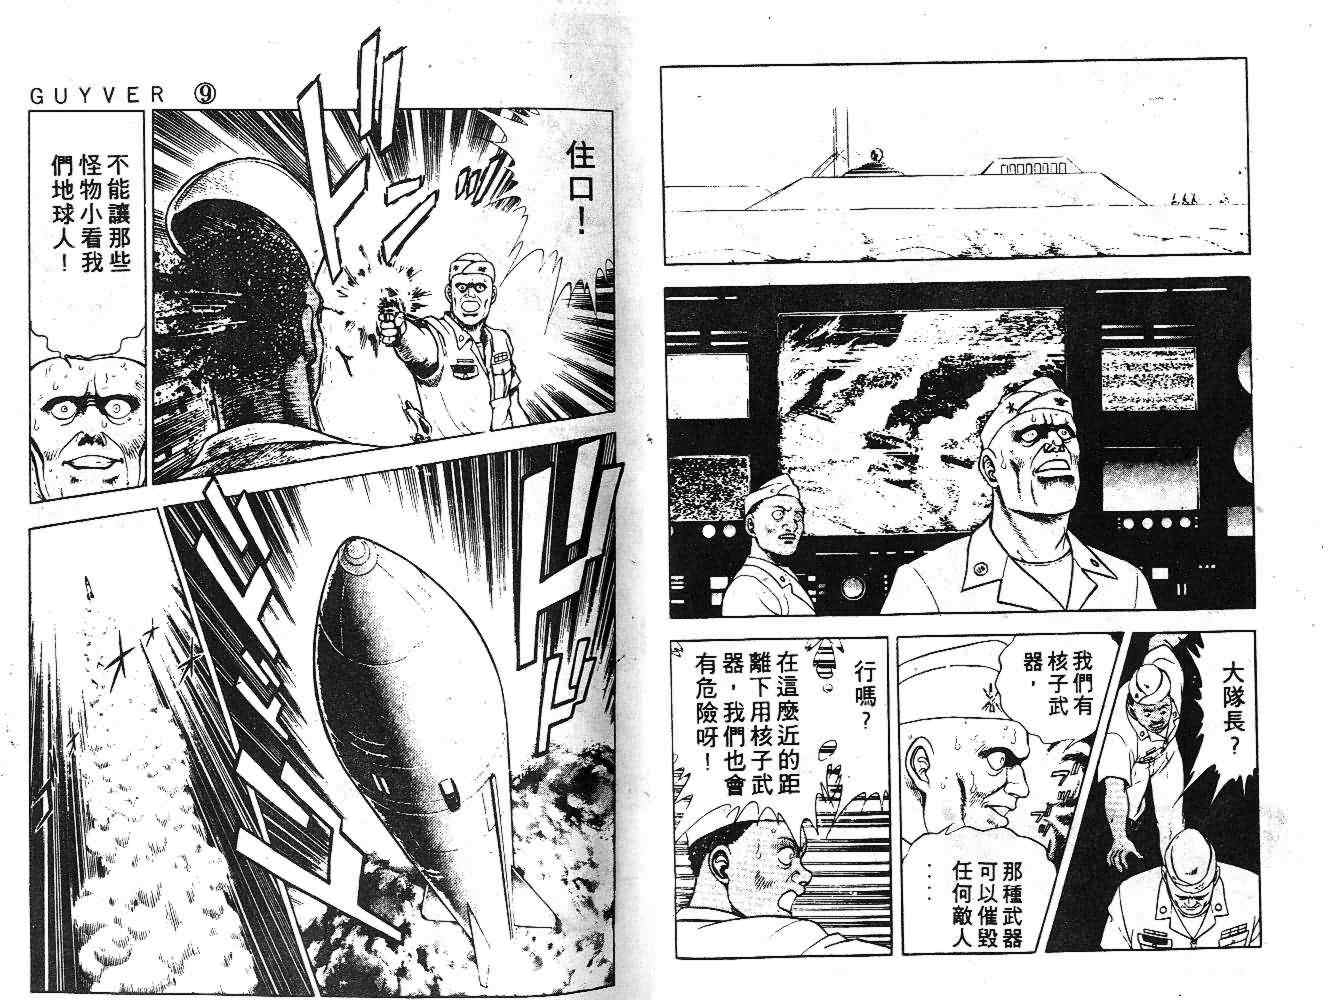 GUYVER ⑨
大隊長？
我們有
核子武
器，
那種武器
可以催毀
任何敵人
……
行嗎？
在這麼近的距
離下用核子武
器，我們也會
有危險呀！
住口！
不能讓那些
怪物小看我
們地球人！